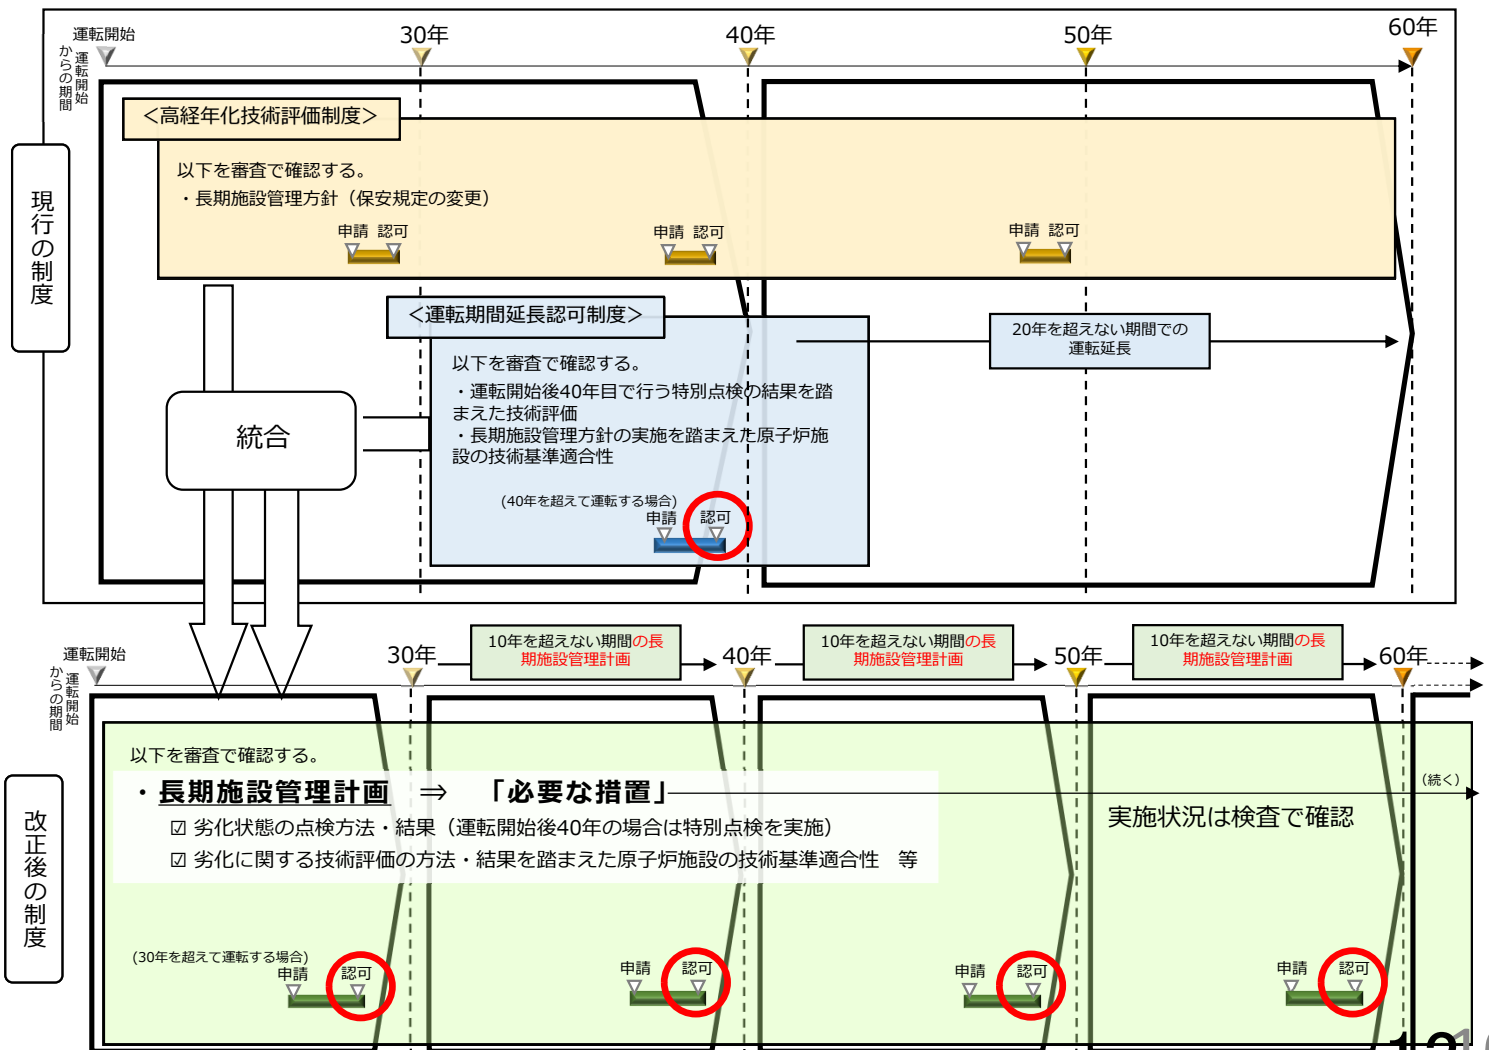 運転開始
30年
40年
50年
60年
運転開始
からの期間
現行の制度
<高経年化技術評価制度>
以下を審査で確認する。
・長期施設管理方針（保安規定の変更）
申請 認可
申請 認可
申請 認可
<運転期間延長認可制度>
以下を審査で確認する。
・運転開始後40年目で行う特別点検の結果を踏
まえた技術評価
・長期施設管理方針の実施を踏まえた原子炉施
設の技術基準適合性
(40年を超えて運転する場合)
申請 認可
20年を超えない期間での
運転延長
統合
運転開始
30年
10年を超えない期間の長
期施設管理計画
40年
10年を超えない期間の長
期施設管理計画
50年
10年を超えない期間の長
期施設管理計画
60年
運転開始
からの期間
改正後の制度
以下を審査で確認する。
・長期施設管理計画 ⇒ 「必要な措置」
（続く）
☑ 劣化状態の点検方法・結果（運転開始後40年の場合は特別点検を実施）
☑ 劣化に関する技術評価の方法・結果を踏まえた原子炉施設の技術基準適合性 等
実施状況は検査で確認
(30年を超えて運転する場合)
申請 認可
申請 認可
申請 認可
申請 認可